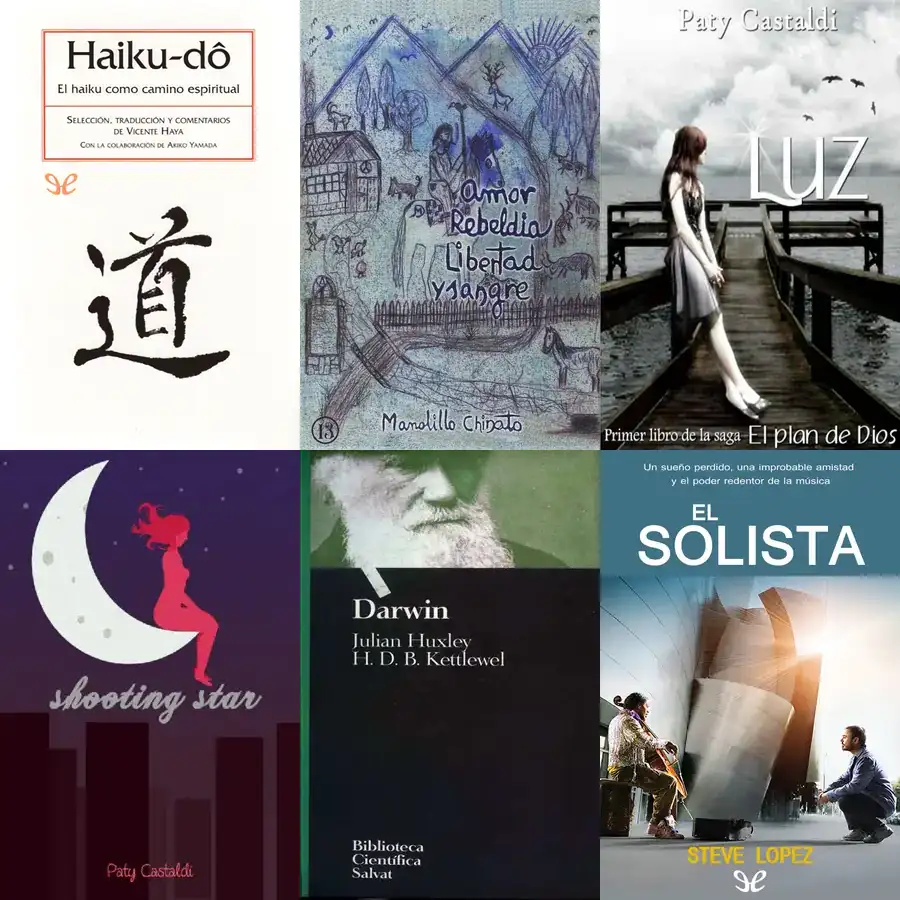 Haiku-dô
El haiku como camino espiritual
Selección, traducción y comentarios
de Vicente Haya
Con la colaboración de Akiko Yamada
道
amor
Rebeldia
Libertad
y sangre
13
Manolillo Chinato
Paty Castaldi
LUZ
Primer libro de la saga El plan de Dios
shooting star
Paty Castaldi
Darwin
Julian Huxley
H. D. B. Kettlewel
Biblioteca
Científica
Salvat
Un sueño perdido, una improbable amistad
y el poder redentor de la música
EL
SOLISTA
STEVE LOPEZ